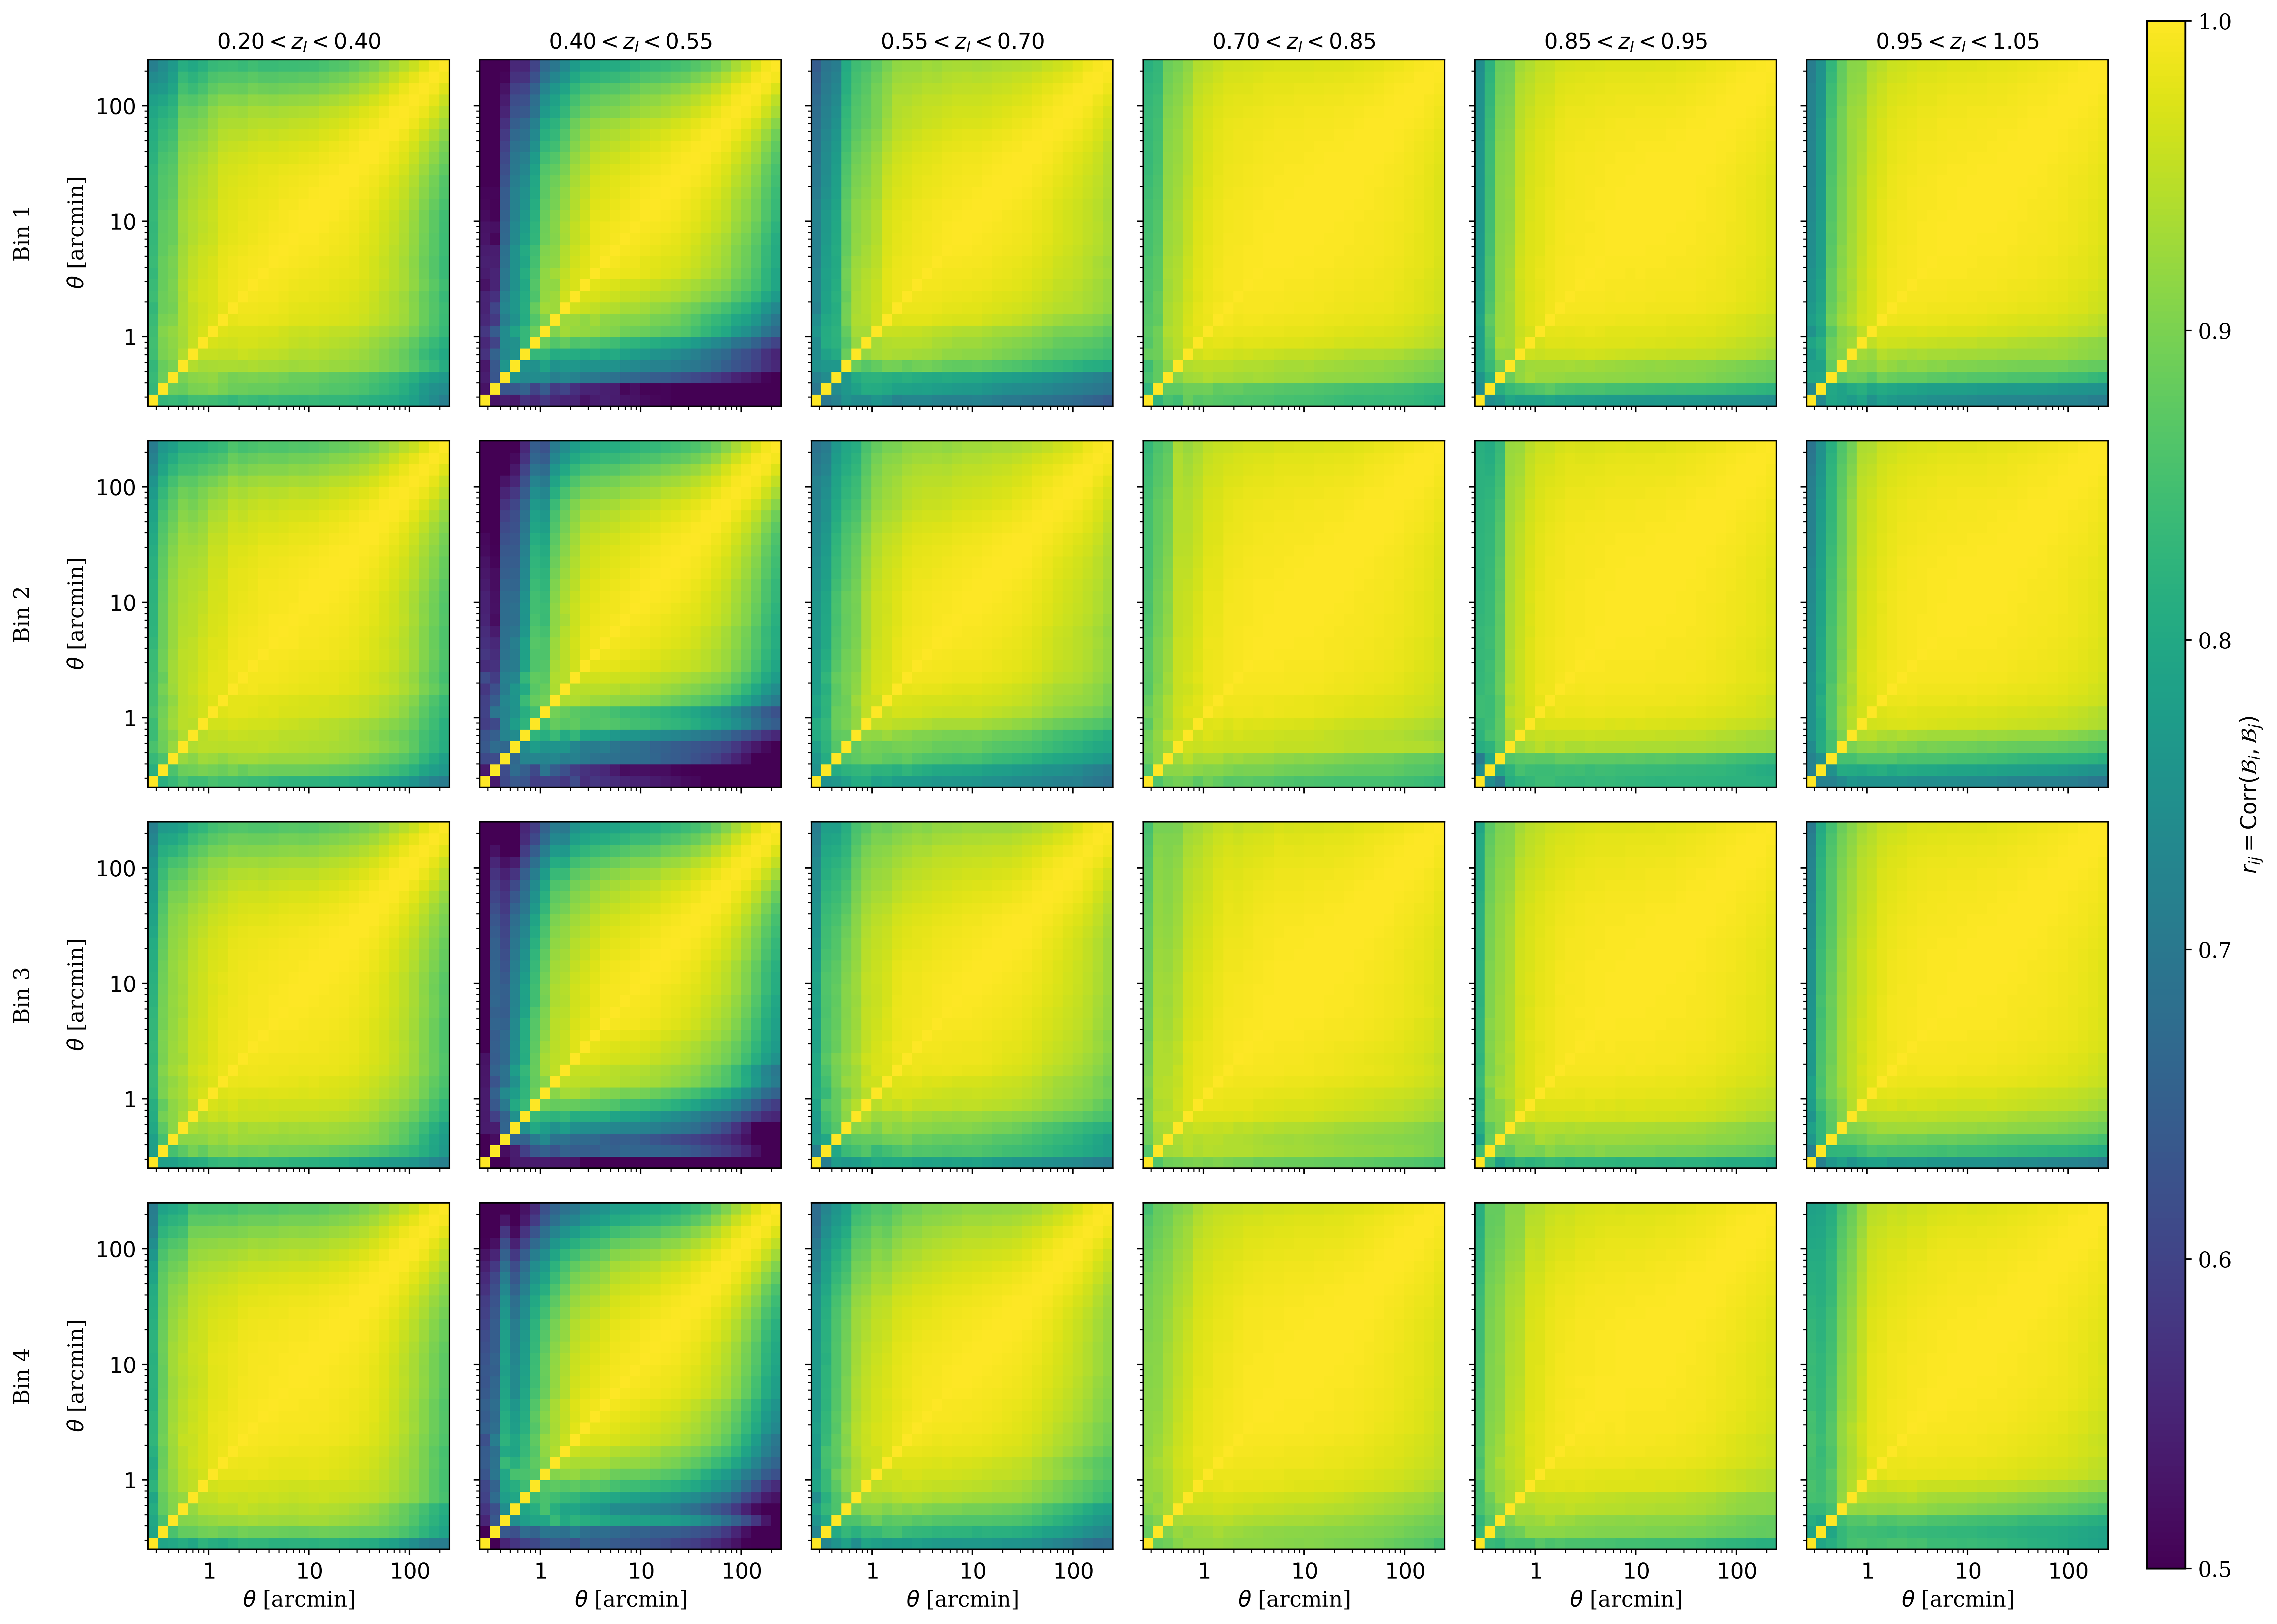 0.20 < z_l < 0.40 0.40 < z_l < 0.55 0.55 < z_l < 0.70 0.70 < z_l < 0.85 0.85 < z_l < 0.95 0.95 < z_l < 1.05
Bin 1
θ [arcmin]
100
10
1
Bin 2
θ [arcmin]
100
10
1
Bin 3
θ [arcmin]
100
10
1
Bin 4
θ [arcmin]
100
10
1
1 10 100 1 10 100 1 10 100 1 10 100 1 10 100 1 10 100
θ [arcmin] θ [arcmin] θ [arcmin] θ [arcmin] θ [arcmin] θ [arcmin]
1.0
0.9
0.8
0.7
0.6
0.5
r_{ij} = Corr(ℬ_i, ℬ_j)